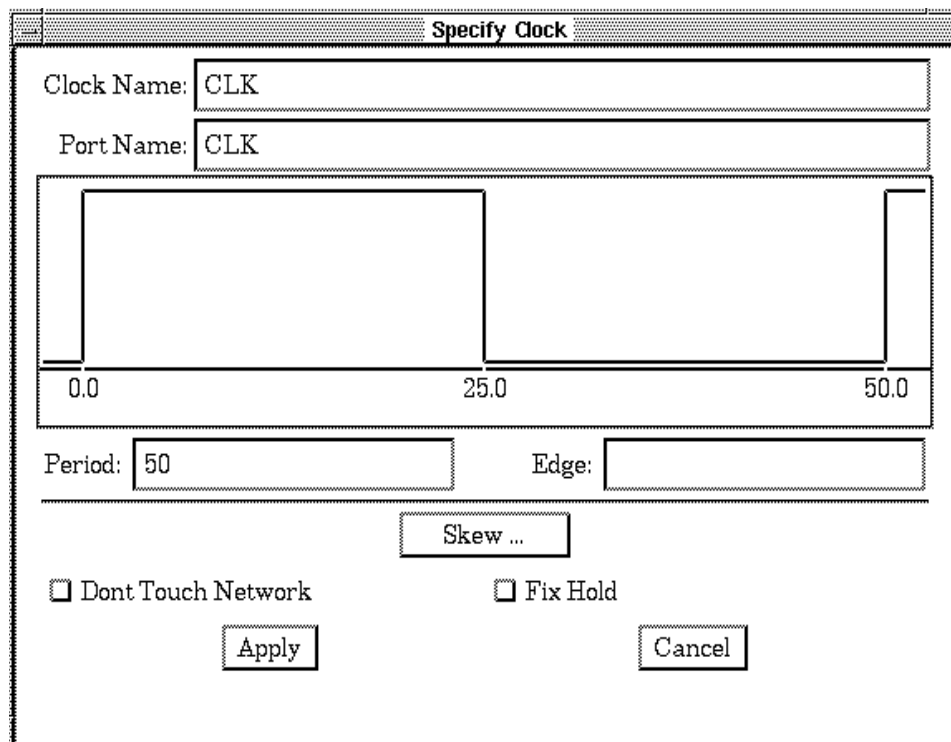 Specify Clock
Clock Name: CLK
Port Name: CLK
0.0 25.0 50.0
Period: 50 Edge:
Skew ...
Dont Touch Network Fix Hold
Apply Cancel